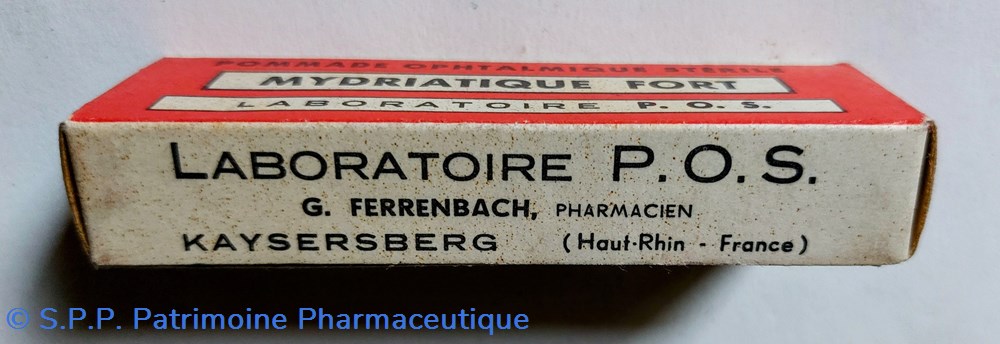 POMMADE OPHTALMIQUE STÉRILE
MYDRIATIQUE FORT
LABORATOIRE P. O. S.
LABORATOIRE P.O.S.
G. FERRENBACH, PHARMACIEN
KAYSERSBERG (Haut-Rhin - France)
© S.P.P. Patrimoine Pharmaceutique